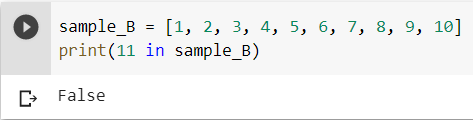 sample_B = [1, 2, 3, 4, 5, 6, 7, 8, 9, 10]
print(11 in sample_B)
False